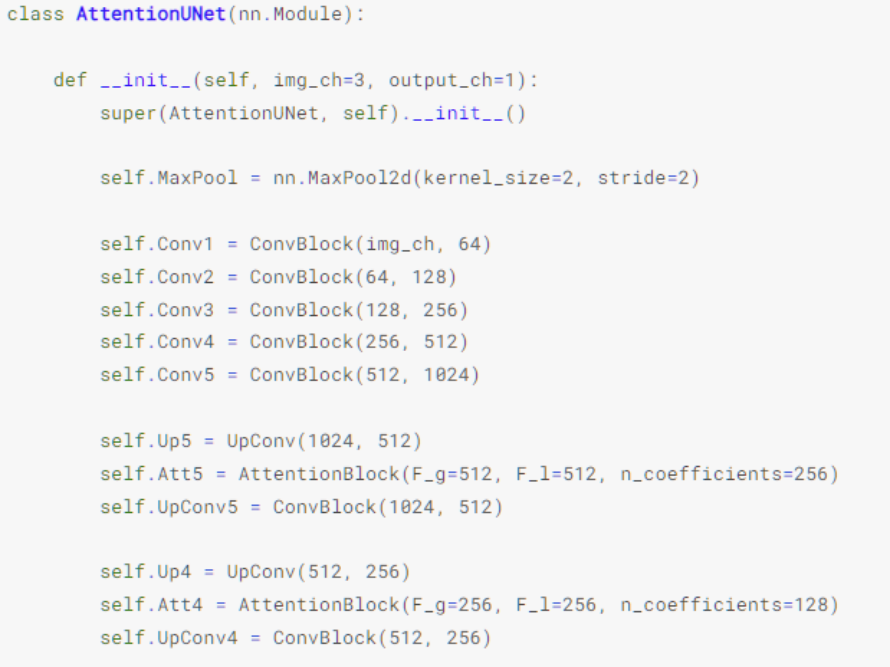 class AttentionUNet(nn.Module):
def __init__(self, img_ch=3, output_ch=1):
super(AttentionUNet, self).__init__()
self.MaxPool = nn.MaxPool2d(kernel_size=2, stride=2)
self.Conv1 = ConvBlock(img_ch, 64)
self.Conv2 = ConvBlock(64, 128)
self.Conv3 = ConvBlock(128, 256)
self.Conv4 = ConvBlock(256, 512)
self.Conv5 = ConvBlock(512, 1024)
self.Up5 = UpConv(1024, 512)
self.Att5 = AttentionBlock(F_g=512, F_l=512, n_coefficients=256)
self.UpConv5 = ConvBlock(1024, 512)
self.Up4 = UpConv(512, 256)
self.Att4 = AttentionBlock(F_g=256, F_l=256, n_coefficients=128)
self.UpConv4 = ConvBlock(512, 256)